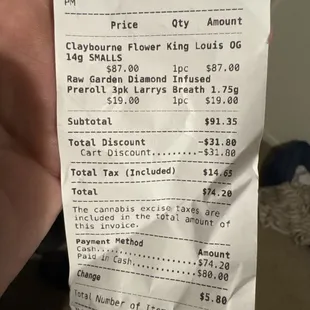 PM
Price Qty Amount
Claybourne Flower King Louis OG
14g SMALLS
$87.00 1pc $87.00
Raw Garden Diamond Infused
Preroll 3pk Larrys Breath 1.75g
$19.00 1pc $19.00
Subtotal $91.35
Total Discount -$31.80
Cart Discount.........-$31.80
Total Tax (Included) $14.65
Total $74.20
The cannabis excise taxes are
included in the total amount of
this invoice.
Payment Method Amount
Cash....................$74.20
Paid in Cash............$80.00
Change $5.80
Total Number of